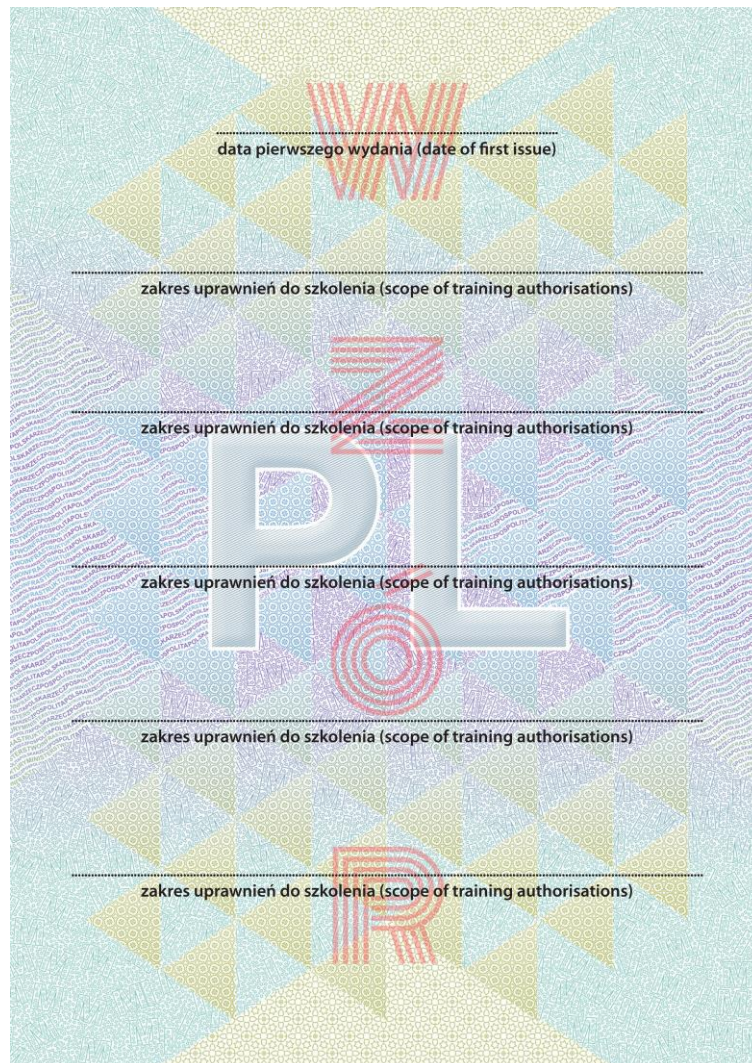 W
data pierwszego wydania (date of first issue)
zakres uprawnień do szkolenia (scope of training authorisations)
Z
zakres uprawnień do szkolenia (scope of training authorisations)
PL
zakres uprawnień do szkolenia (scope of training authorisations)
Ó
zakres uprawnień do szkolenia (scope of training authorisations)
R
zakres uprawnień do szkolenia (scope of training authorisations)